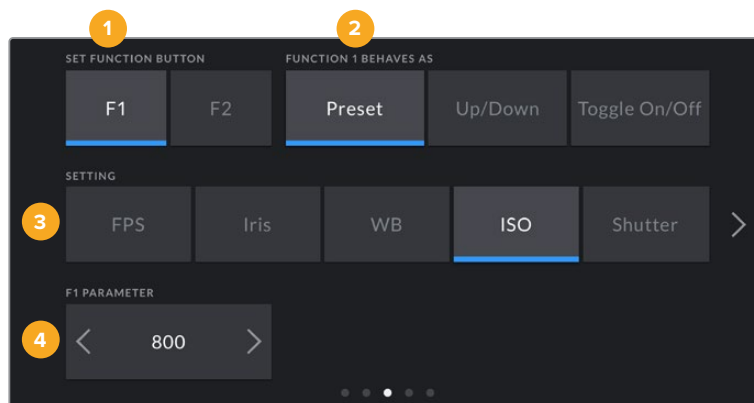 1 2
SET FUNCTION BUTTON FUNCTION 1 BEHAVES AS
F1 F2 Preset Up/Down Toggle On/Off
SETTING
3 FPS Iris WB ISO Shutter
F1 PARAMETER
4 800